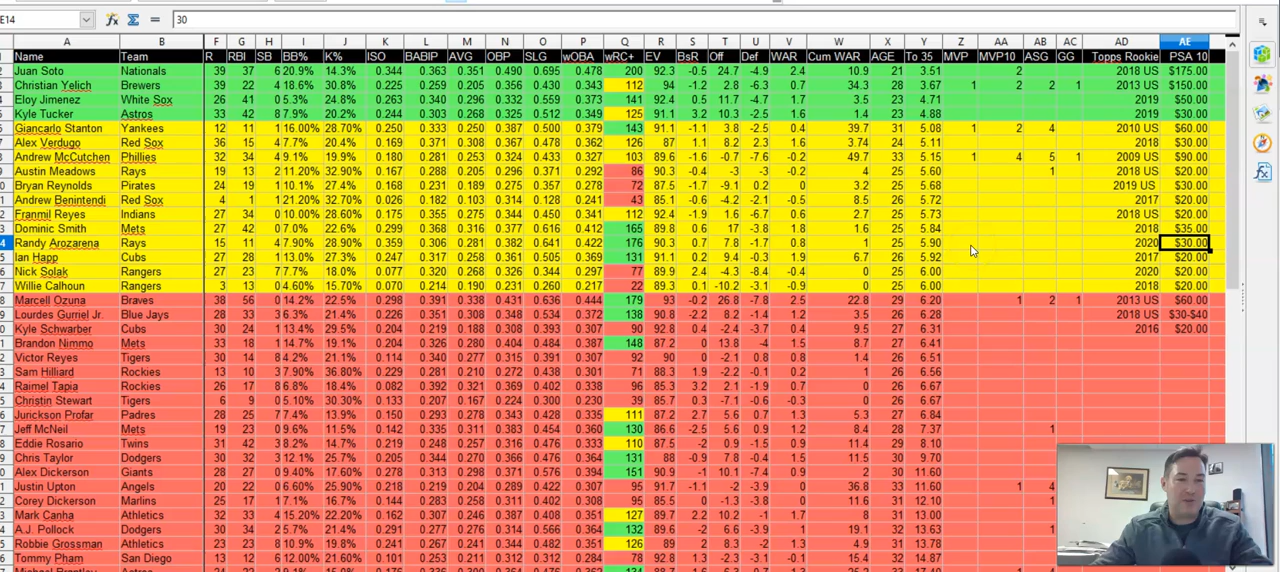 E14 30
A B F G H I J K L M N O P Q R S T U V W X Y Z AA AB AC AD AE
Name Team R RBI SB BB% K% ISO BABIP AVG OBP SLG wOBA wRC+ EV BsR Off Def WAR Cum WAR AGE To 35 MVP MVP10 ASG GG Topps Rookie PSA 10
Juan Soto Nationals 39 37 6 20.9% 14.3% 0.344 0.363 0.351 0.490 0.695 0.478 200 92.3 -0.5 24.7 -4.9 2.4 10.9 21 3.51 2 2018 US $175.00
Christian Yelich Brewers 39 22 4 18.6% 30.8% 0.225 0.259 0.205 0.356 0.430 0.343 112 94 -1.2 2.8 -6.3 0.7 34.3 28 3.67 1 2 2 1 2013 US $150.00
Eloy Jimenez White Sox 26 41 0 5.3% 24.8% 0.263 0.340 0.296 0.332 0.559 0.373 141 92.4 0.5 11.7 -4.8 1.7 3.5 23 4.71 2019 $50.00
Kyle Tucker Astros 33 42 8 7.9% 20.2% 0.244 0.303 0.268 0.325 0.512 0.349 125 91.1 3.2 10.3 -2.5 1.6 1.4 23 4.88 2019 $30.00
Giancarlo Stanton Yankees 12 11 1 16.00% 28.70% 0.250 0.333 0.250 0.387 0.500 0.379 143 91.1 -1.1 3.8 -2.5 0.4 39.7 31 5.08 1 2 4 2010 US $60.00
Alex Verdugo Red Sox 36 15 4 7.7% 20.4% 0.169 0.371 0.308 0.367 0.478 0.362 126 87 1.1 8.2 2.3 1.6 3.74 24 5.11 2018 $30.00
Andrew McCutchen Phillies 32 34 4 9.1% 19.9% 0.180 0.281 0.253 0.324 0.433 0.327 103 89.6 -1.6 -0.7 -7.6 -0.2 49.7 33 5.15 1 4 5 1 2009 US $90.00
Austin Meadows Rays 19 13 2 11.20% 32.90% 0.167 0.288 0.205 0.296 0.371 0.292 86 90.3 -0.4 -3 -3 -0.2 4 25 5.60 1 2018 US $20.00
Bryan Reynolds Pirates 24 19 1 10.1% 27.4% 0.168 0.231 0.189 0.275 0.357 0.278 72 87.5 -1.7 -9.1 0.2 0 3.2 25 5.68 2019 US $30.00
Andrew Benintendi Red Sox 4 1 1 21.20% 32.70% 0.026 0.182 0.103 0.314 0.128 0.241 43 85.1 -0.6 -4.2 -2.1 -0.5 8.5 26 5.72 2017 $20.00
Franmil Reyes Indians 27 34 0 10.00% 28.60% 0.175 0.355 0.275 0.344 0.450 0.341 112 92.4 -1.9 1.6 -6.7 0.6 2.7 25 5.73 2018 US $20.00
Dominic Smith Mets 27 42 0 7.0% 22.6% 0.299 0.368 0.316 0.377 0.616 0.412 165 89.8 0.6 17 -3.8 1.8 1.6 25 5.84 2018 $35.00
Randy Arozarena Rays 15 11 4 7.90% 28.90% 0.359 0.306 0.281 0.382 0.641 0.422 176 90.3 0.7 7.8 -1.7 0.8 1 25 5.90 2020 $30.00
Ian Happ Cubs 27 28 1 13.0% 27.3% 0.247 0.317 0.258 0.361 0.505 0.369 131 91.1 0.2 9.4 -0.3 1.9 6.7 26 5.92 2017 $20.00
Nick Solak Rangers 27 23 7 7.7% 18.0% 0.077 0.320 0.268 0.326 0.344 0.297 77 89.9 2.4 -4.3 -8.4 -0.4 0 25 6.00 2020 $20.00
Willie Calhoun Rangers 3 13 0 4.60% 15.70% 0.041 0.214 0.190 0.231 0.260 0.217 22 89.3 0.1 -10.2 -3.1 -0.9 0 25 6.00 2018 $20.00
Marcell Ozuna Braves 38 56 0 14.2% 22.5% 0.298 0.391 0.338 0.431 0.636 0.444 179 93 -0.2 26.8 -7.8 2.5 22.8 29 6.20 1 2 1 2013 US $60.00
Lourdes Gurriel Jr. Blue Jays 28 33 3 6.3% 21.4% 0.226 0.351 0.308 0.348 0.534 0.372 138 90.8 -2.2 8.2 1.4 1.2 3.5 26 6.28 2018 US $30-$40
Kyle Schwarber Cubs 30 24 1 13.4% 29.5% 0.204 0.219 0.188 0.308 0.393 0.307 90 92.8 0.4 -2.4 -3.7 0.4 9.5 27 6.31 2016 $20.00
Brandon Nimmo Mets 33 18 1 14.7% 19.1% 0.204 0.326 0.280 0.404 0.484 0.387 148 87.2 0 13.8 -4 1.5 8.7 27 6.41
Victor Reyes Tigers 30 14 8 4.2% 21.1% 0.114 0.340 0.277 0.315 0.391 0.307 92 90 0 -2.1 0.8 0.8 1.4 25 6.51
Sam Hilliard Rockies 13 10 3 7.90% 36.80% 0.229 0.281 0.210 0.272 0.438 0.301 71 88.3 1.9 -2.2 -0.2 0.1 1 26 6.56
Raimel Tapia Rockies 26 17 8 6.8% 18.4% 0.082 0.392 0.321 0.369 0.402 0.338 96 85.3 3.2 2.1 -1.9 0.7 0 26 6.67
Christin Stewart Tigers 6 9 0 5.10% 30.30% 0.133 0.207 0.167 0.224 0.300 0.230 39 85.7 0.3 -7.1 -0.6 -0.4 0 26 6.67
Jurickson Profar Padres 28 25 7 7.4% 13.9% 0.150 0.293 0.278 0.343 0.428 0.335 111 87.2 2.7 5.6 0.7 1.3 5.3 27 6.84
Jeff McNeil Mets 19 23 0 9.6% 11.5% 0.142 0.335 0.311 0.383 0.454 0.360 130 86.6 -2.5 5.6 0.9 1.2 8.4 28 7.37 1
Eddie Rosario Twins 31 42 3 8.2% 14.7% 0.219 0.248 0.257 0.316 0.476 0.333 110 87.5 -2 0.9 -1.5 0.9 11.4 28 8.10
Chris Taylor Dodgers 30 32 3 12.1% 25.7% 0.206 0.341 0.270 0.366 0.476 0.364 131 88 -0.9 7.8 -0.4 1.5 11 30 9.70
Alex Dickerson Giants 28 27 0 9.40% 17.60% 0.278 0.313 0.298 0.371 0.576 0.394 151 90.9 -1 10.1 -7.4 0.9 2 30 11.60
Justin Upton Angels 20 22 0 6.60% 25.90% 0.218 0.219 0.204 0.289 0.422 0.307 95 91.7 -1.1 -2 -3.9 0 36.8 33 11.60 1 4
Corey Dickerson Marlins 25 17 1 7.1% 16.7% 0.144 0.283 0.258 0.311 0.402 0.308 95 85.5 0 -1.3 -3.8 0 11.6 31 12.10 1
Mark Canha Athletics 32 33 4 15.20% 22.20% 0.162 0.307 0.246 0.387 0.408 0.351 127 85.9 2.2 10.2 -1 1.7 8 31 13.00
A.J. Pollock Dodgers 30 34 2 5.7% 21.4% 0.291 0.277 0.276 0.314 0.566 0.364 132 89.6 -2 6.6 -3.9 1 19.1 32 13.63 1
Robbie Grossman Athletics 23 23 8 10.9% 19.8% 0.241 0.267 0.241 0.344 0.482 0.351 126 89 2 8.3 -2 1.3 4.9 31 13.78
Tommy Pham San Diego 13 12 6 12.00% 21.60% 0.101 0.253 0.211 0.312 0.312 0.284 78 92.8 1.3 -2.4 -1.7 -0.1 15.4 32 14.87